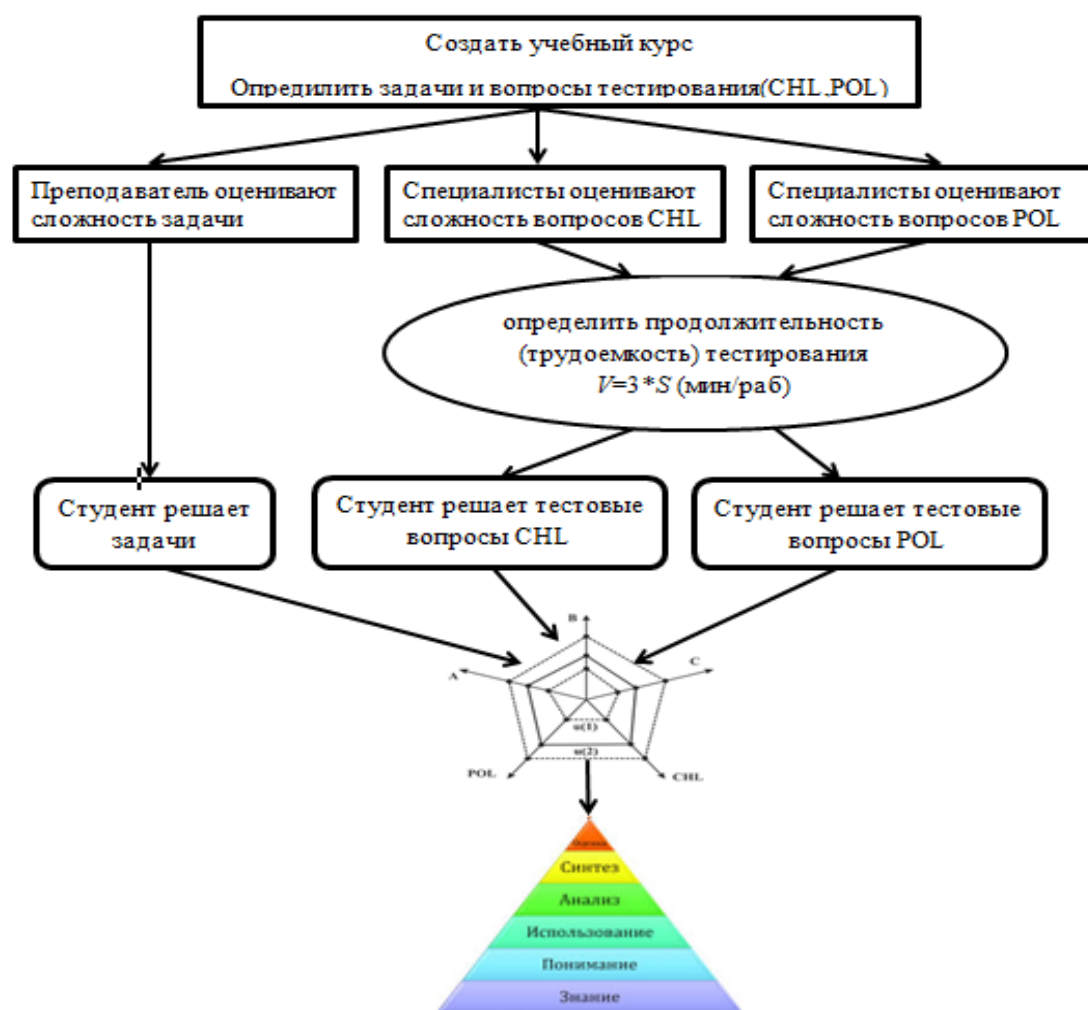 Создать учебный курс
Опредилить задачи и вопросы тестирования(CHL,POL)
Преподаватель оценивают
сложность задачи
Специалисты оценивают
сложность вопросов CHL
Специалисты оценивают
сложность вопросов POL
определить продолжительность
(трудоемкость) тестирования
V=3*S (мин/раб)
Студент решает
задачи
Студент решает тестовые
вопросы CHL
Студент решает тестовые
вопросы POL
B
A
C
u(1)
u(2)
POL
CHL
Синтез
Анализ
Использование
Понимание
Знание